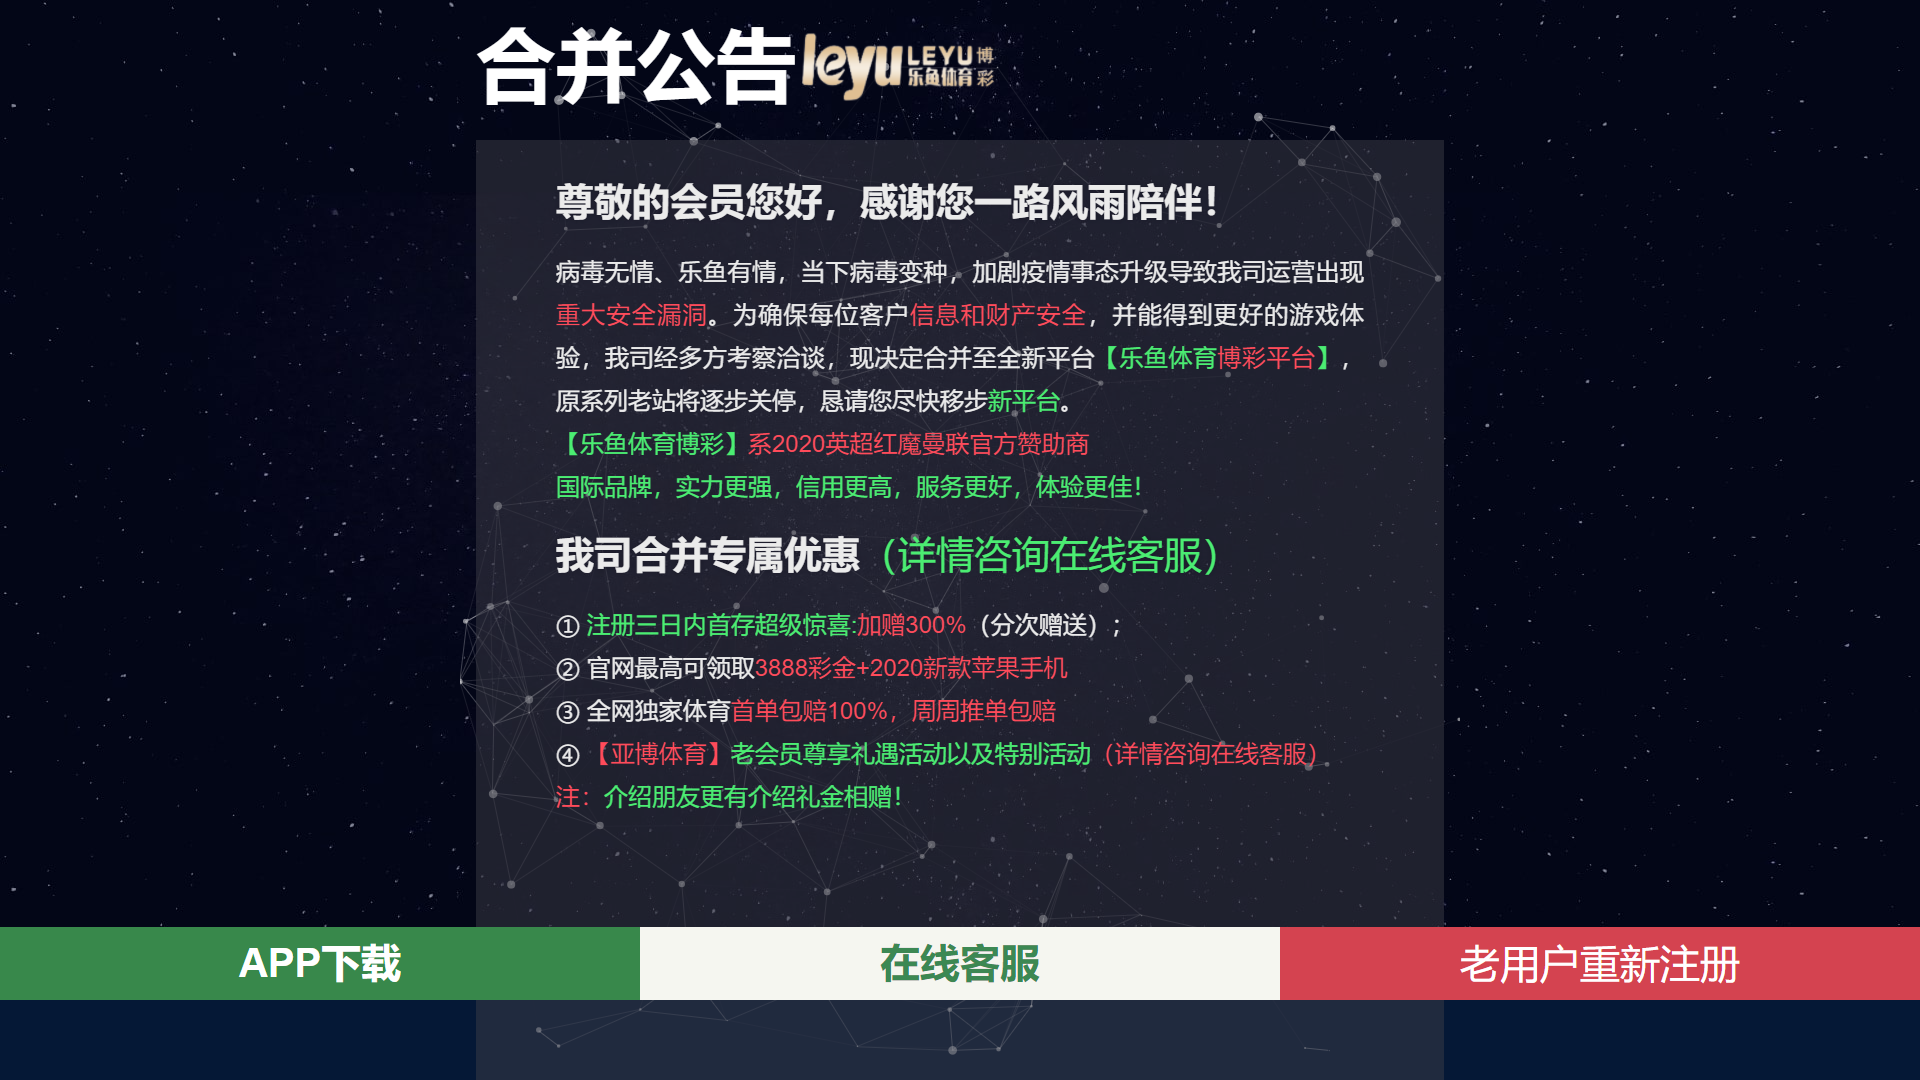 合并公告 leyu LEYU 乐鱼体育 博彩
尊敬的会员您好，感谢您一路风雨陪伴！
病毒无情、乐鱼有情，当下病毒变种，加剧疫情事态升级导致我司运营出现
重大安全漏洞。为确保每位客户信息和财产安全，并能得到更好的游戏体
验，我司经多方考察洽谈，现决定合并至全新平台【乐鱼体育博彩平台】，
原系列老站将逐步关停，恳请您尽快移步新平台。
【乐鱼体育博彩】系2020英超红魔曼联官方赞助商
国际品牌，实力更强，信用更高，服务更好，体验更佳！
我司合并专属优惠（详情咨询在线客服）
① 注册三日内首存超级惊喜:加赠300%（分次赠送）；
② 官网最高可领取3888彩金+2020新款苹果手机
③ 全网独家体育首单包赔100%，周周推单包赔
④ 【亚博体育】老会员尊享礼遇活动以及特别活动（详情咨询在线客服）
注：介绍朋友更有介绍礼金相赠！
APP下载
在线客服
老用户重新注册